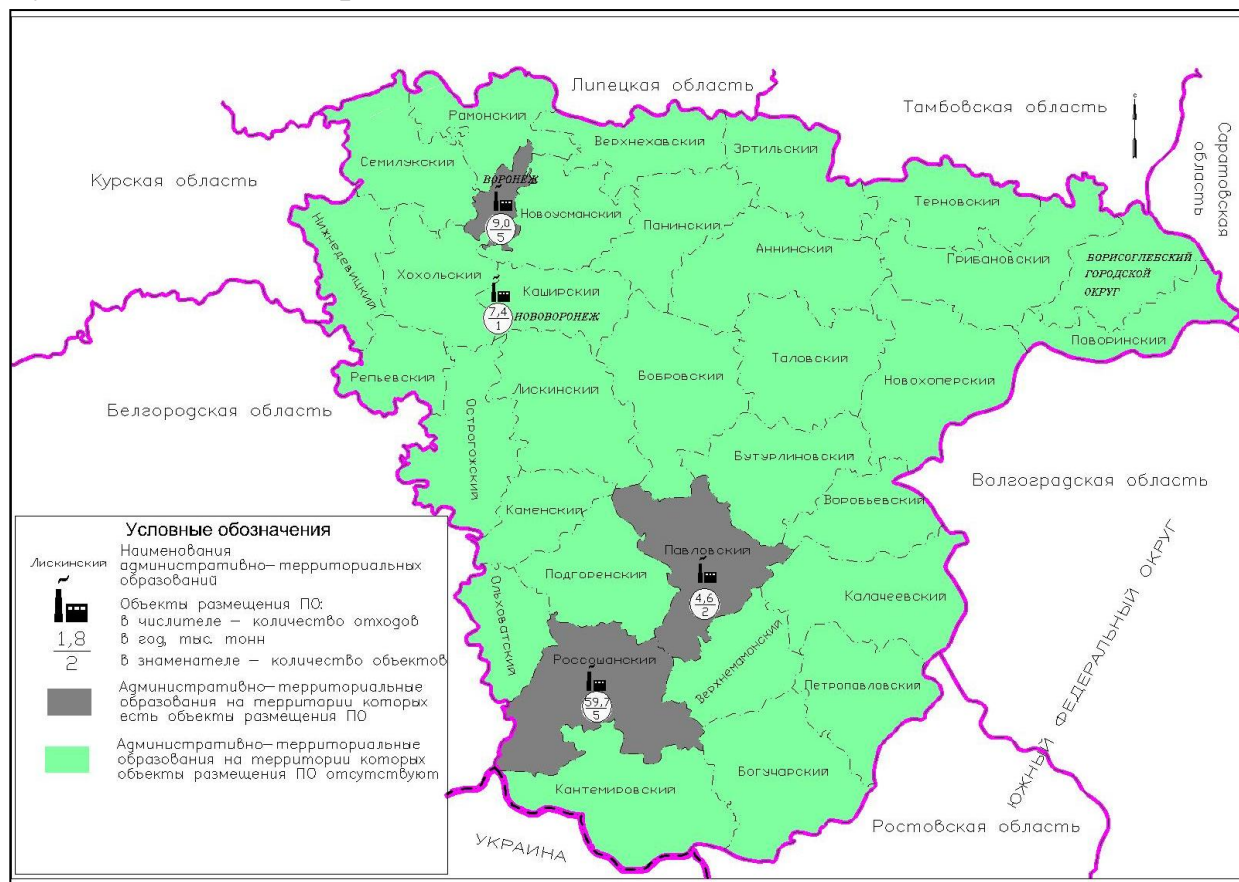 Липецкая область
Тамбовская область
С
Саратовская
область
Курская область
Рамонский
Верхнехавский
Эртильский
Семилукский
ВОРОНЕЖ
9,0
5
Новоусманский
Панинский
Терновский
Аннинский
Грибановский
БОРИСОГЛЕБСКИЙ
ГОРОДСКОЙ
ОКРУГ
Нижнедевицкий
Хохольский
Каширский
7,4
1
НОВОВОРОНЕЖ
Поворинский
Репьевский
Лискинский
Бобровский
Таловский
Новохоперский
Белгородская область
Острогожский
Бутурлиновский
Воробьевский
Волгоградская область
Каменский
Павловский
4,6
2
Подгоренский
Калачеевский
Ольховатский
Россошанский
59,7
5
Верхнемамонский
Петропавловский
Богучарский
Кантемировский
ЮЖНЫЙ ФЕДЕРАЛЬНЫЙ ОКРУГ
Ростовская область
УКРАИНА
Условные обозначения
Лискинский
Наименования
административно-территориальных
образований
Объекты размещения ПО:
в числителе – количество отходов
в год, тыс. тонн
в знаменателе – количество объектов
1,8
2
Административно-территориальные
образования на территории которых
есть объекты размещения ПО
Административно-территориальные
образования на территории которых
объекты размещения ПО отсутствуют